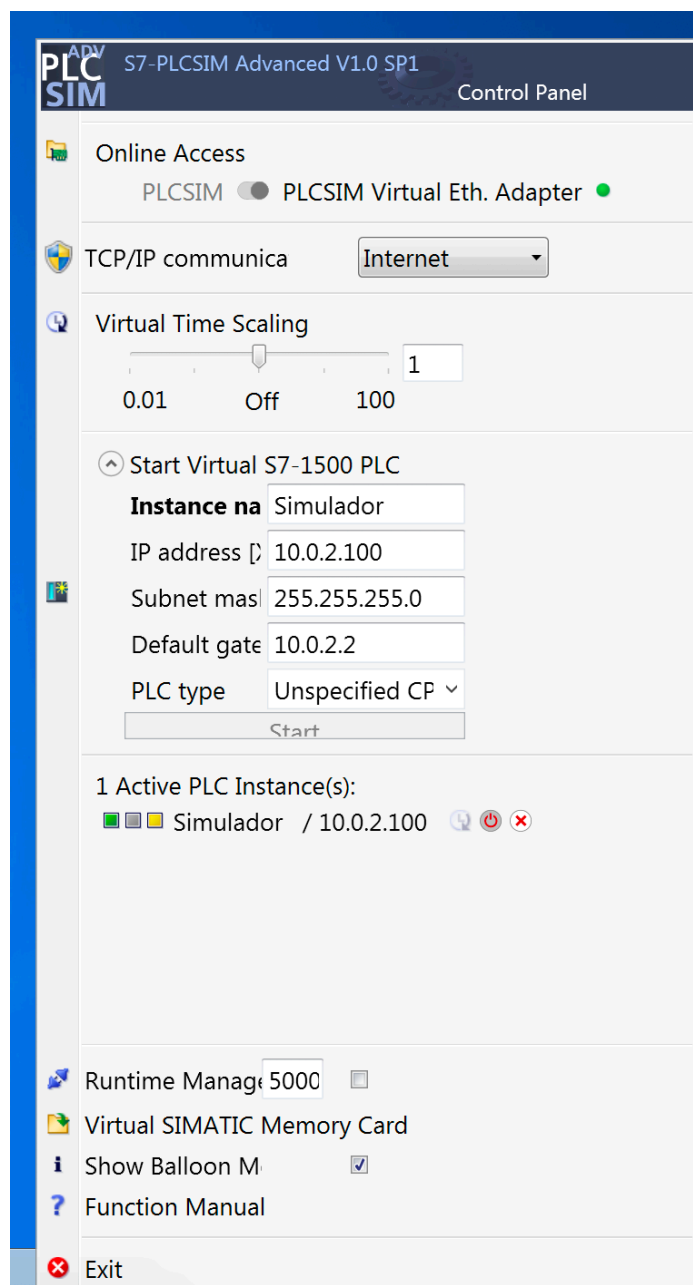 PLC ADV
SIM
S7-PLCSIM Advanced V1.0 SP1
Control Panel
Online Access
PLCSIM PLCSIM Virtual Eth. Adapter
TCP/IP communica Internet
Virtual Time Scaling
1
0.01 Off 100
Start Virtual S7-1500 PLC
Instance na Simulador
IP address [X 10.0.2.100
Subnet mas 255.255.255.0
Default gate 10.0.2.2
PLC type Unspecified CP
Start
1 Active PLC Instance(s):
Simulador / 10.0.2.100
Runtime Manage 5000
Virtual SIMATIC Memory Card
Show Balloon M
Function Manual
Exit